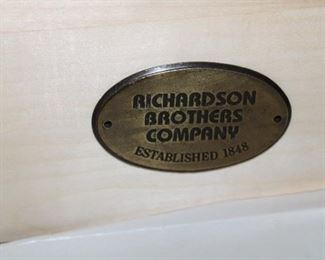 RICHARDSON
BROTHERS
COMPANY
ESTABLISHED 1848